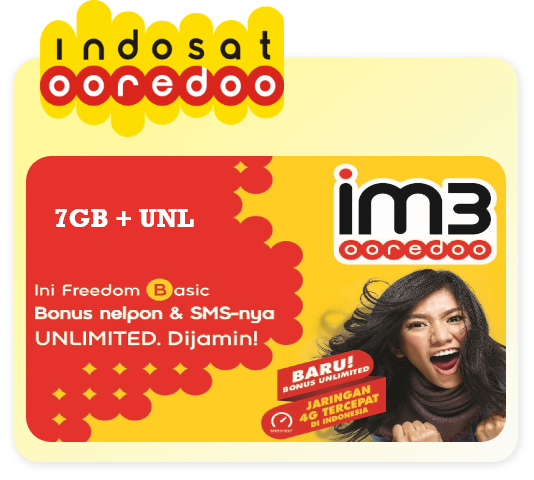 indosat
ooredoo
im3
ooredoo
7GB + UNL
Ini Freedom Basic
Bonus nelpon & SMS-nya
UNLIMITED. Dijamin!
BARU!
BONUS UNLIMITED
JARINGAN
4G TERCEPAT
DI INDONESIA
SPEEDTEST